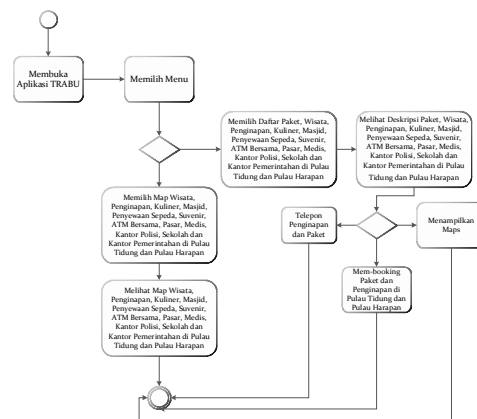 Membuka
Aplikasi TRABU
Memilih Menu
Memilih Daftar Paket, Wisata,
Penginapan, Kuliner, Masjid,
Penyewaan Sepeda, Suvenir,
ATM Bersama, Pasar, Medis,
Kantor Polisi, Sekolah dan
Kantor Pemerintahan di Pulau
Tidung dan Pulau Harapan
Melihat Deskripsi Paket, Wisata,
Penginapan, Kuliner, Masjid,
Penyewaan Sepeda, Suvenir,
ATM Bersama, Pasar, Medis,
Kantor Polisi, Sekolah dan
Kantor Pemerintahan di Pulau
Tidung dan Pulau Harapan
Memilih Map Wisata,
Penginapan, Kuliner, Masjid,
Penyewaan Sepeda, Suvenir,
ATM Bersama, Pasar, Medis,
Kantor Polisi, Sekolah dan
Kantor Pemerintahan di Pulau
Tidung dan Pulau Harapan
Telepon
Penginapan
dan Paket
Menampilkan
Maps
Mem-booking
Paket dan
Penginapan di
Pulau Tidung dan
Pulau Harapan
Melihat Map Wisata,
Penginapan, Kuliner, Masjid,
Penyewaan Sepeda, Suvenir,
ATM Bersama, Pasar, Medis,
Kantor Polisi, Sekolah dan
Kantor Pemerintahan di Pulau
Tidung dan Pulau Harapan